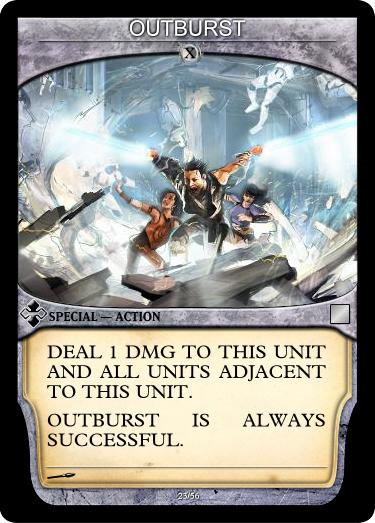 OUTBURST
X
SPECIAL — ACTION
DEAL 1 DMG TO THIS UNIT
AND ALL UNITS ADJACENT
TO THIS UNIT.
OUTBURST IS ALWAYS
SUCCESSFUL.
23/56